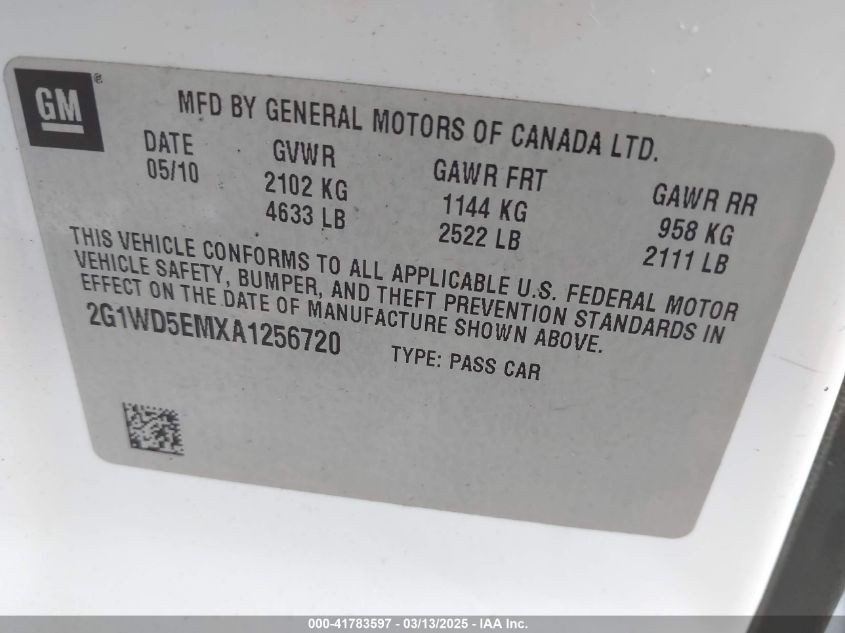 GM®
MFD BY GENERAL MOTORS OF CANADA LTD.
DATE GVWR GAWR FRT GAWR RR
05/10 2102 KG 1144 KG 958 KG
4633 LB 2522 LB 2111 LB
THIS VEHICLE CONFORMS TO ALL APPLICABLE U.S. FEDERAL MOTOR
VEHICLE SAFETY, BUMPER, AND THEFT PREVENTION STANDARDS IN
EFFECT ON THE DATE OF MANUFACTURE SHOWN ABOVE.
2G1WD5EMXA1256720 TYPE: PASS CAR
000-41783597 - 03/13/2025 - IAA Inc.